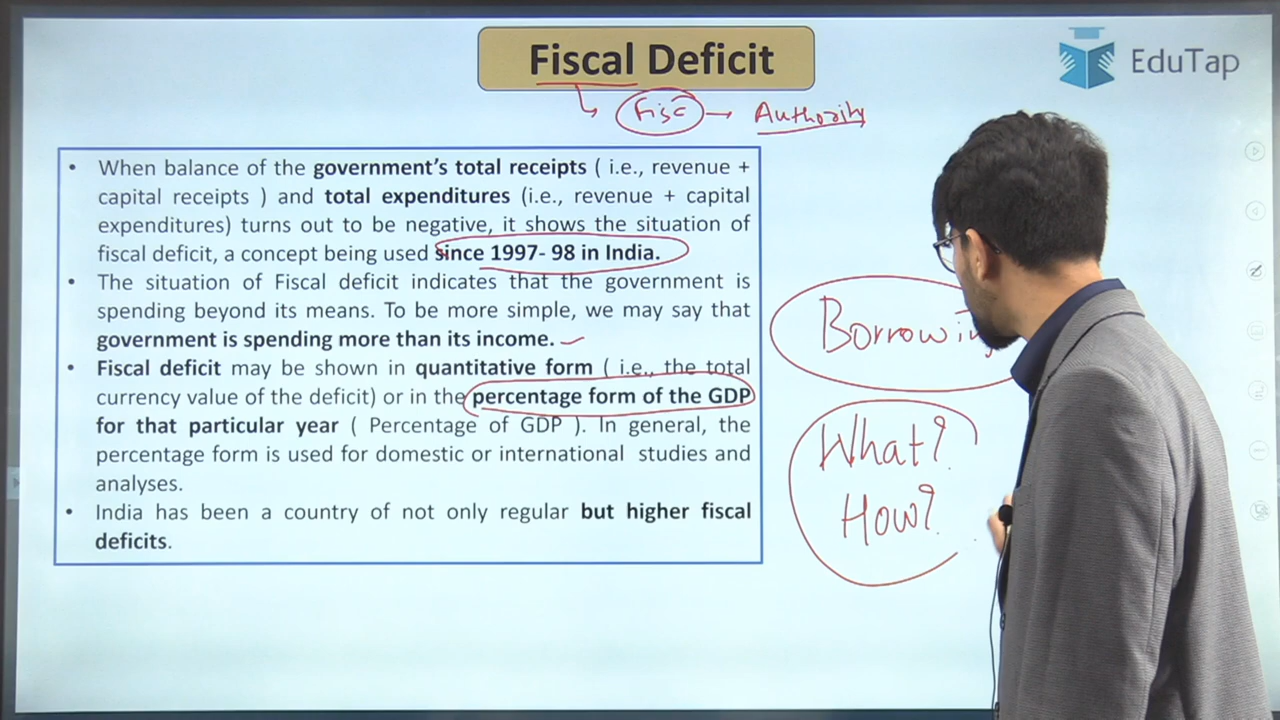 Fiscal Deficit
EduTap
Fisc → Authority
• When balance of the government's total receipts ( i.e., revenue +
capital receipts ) and total expenditures (i.e., revenue + capital
expenditures) turns out to be negative, it shows the situation of
fiscal deficit, a concept being used since 1997- 98 in India.
• The situation of Fiscal deficit indicates that the government is
spending beyond its means. To be more simple, we may say that
government is spending more than its income.
• Fiscal deficit may be shown in quantitative form ( i.e., the total
currency value of the deficit) or in the percentage form of the GDP
for that particular year ( Percentage of GDP ). In general, the
percentage form is used for domestic or international studies and
analyses.
• India has been a country of not only regular but higher fiscal
deficits.
Borrowin
What?
How?